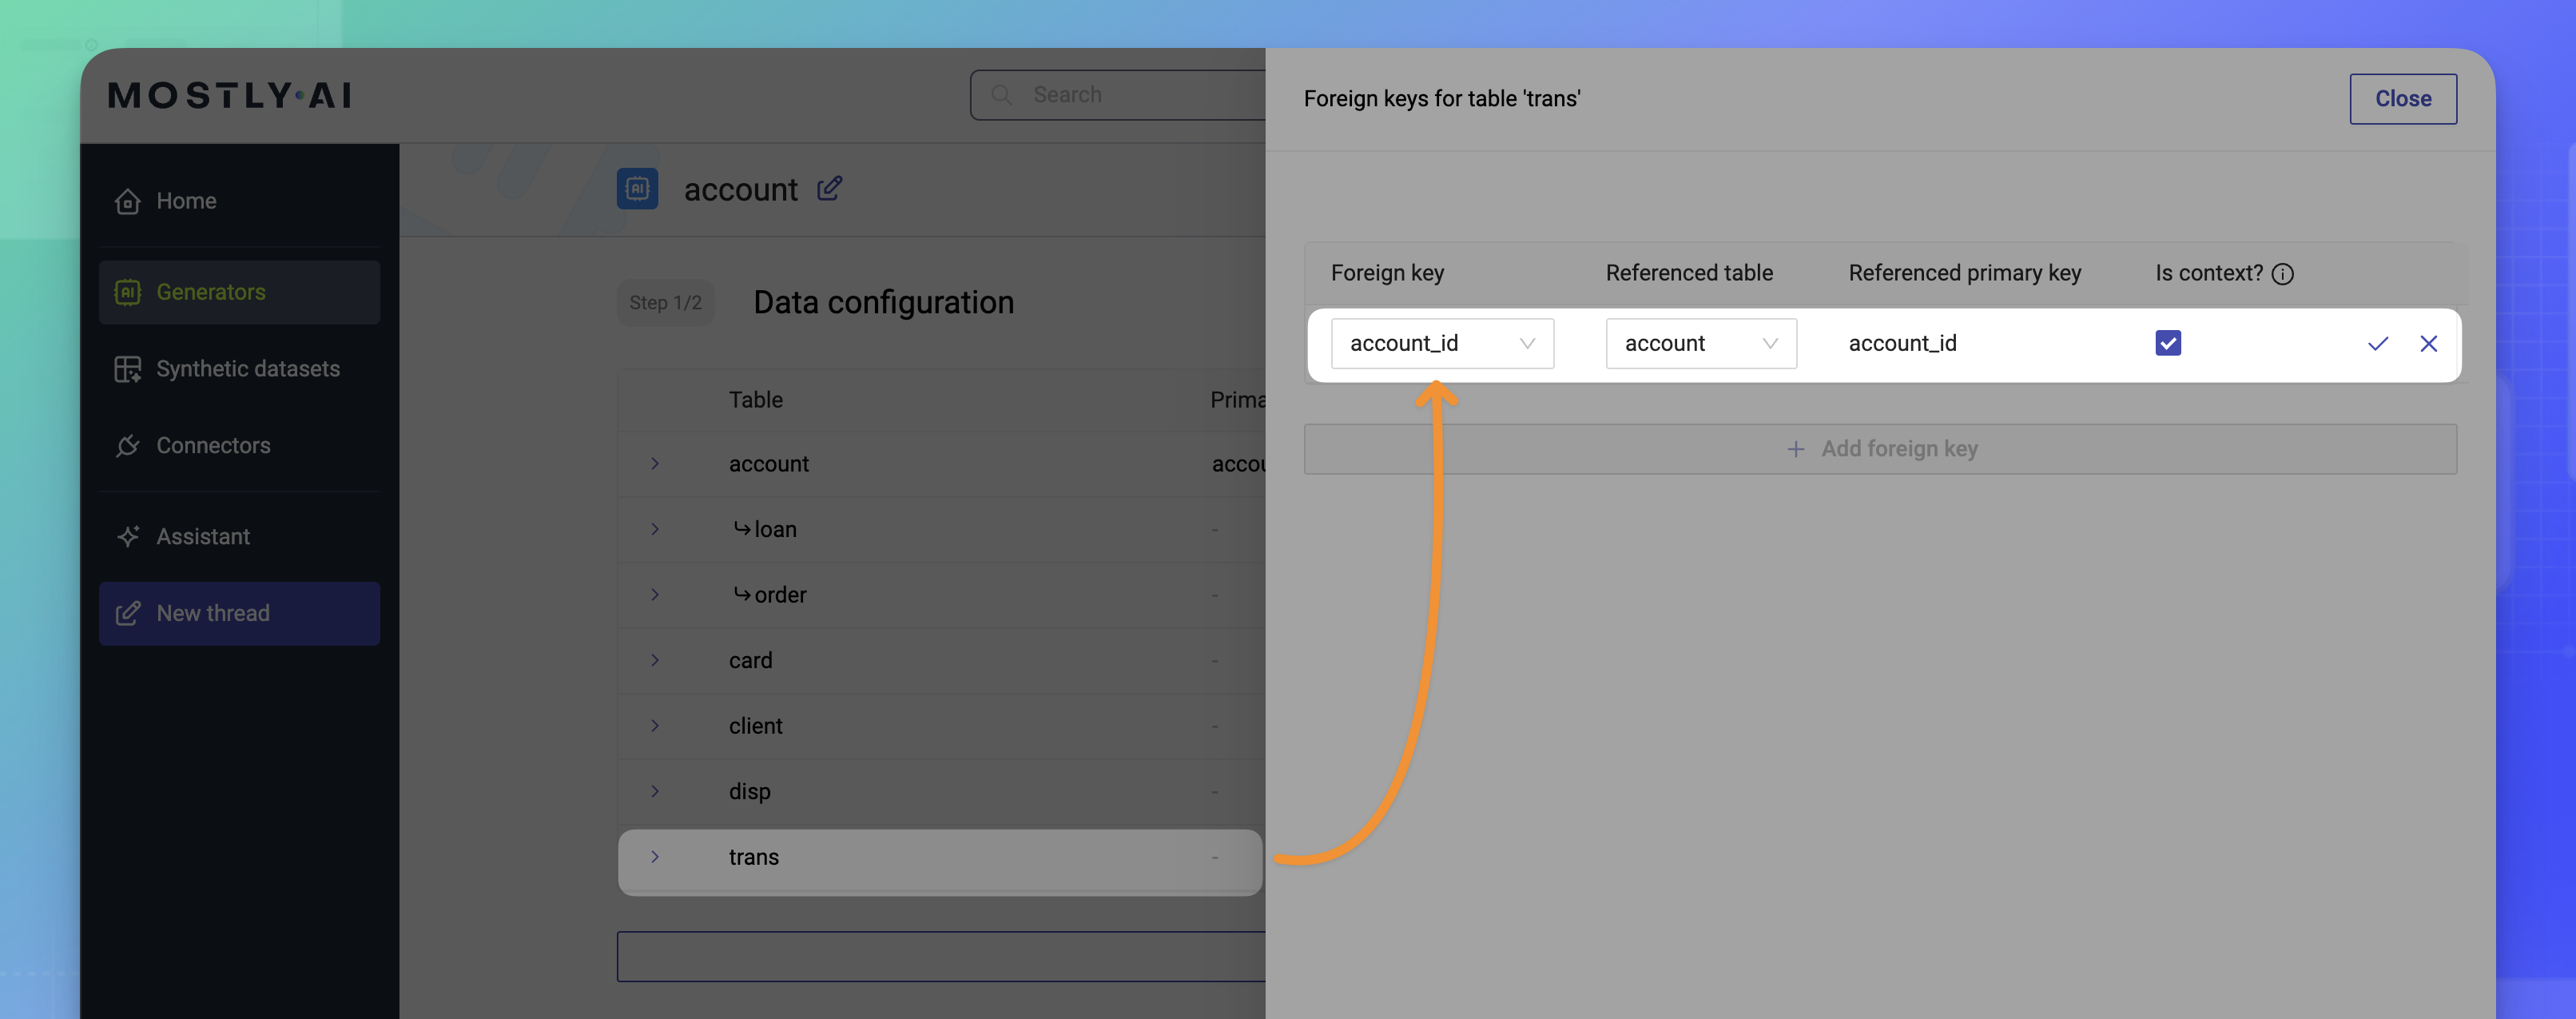 MOSTLY·AI
Search
Foreign keys for table 'trans'
Close
Home
Generators
Synthetic datasets
Connectors
Assistant
New thread
account
Step 1/2
Data configuration
Table
account
↳loan
-
↳order
-
card
-
client
-
disp
-
trans
-
Foreign key Referenced table Referenced primary key Is context?
account_id account account_id
+ Add foreign key